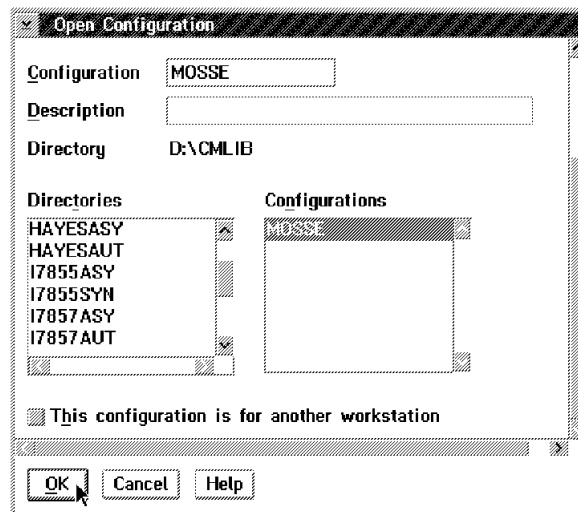 Open Configuration
Configuration MOSSE
Description
Directory D:\CMLIB
Directories Configurations
HAYESASY MOSSE
HAYESAUT
I7855ASY
I7855SYN
I7857ASY
I7857AUT
This configuration is for another workstation
OK Cancel Help